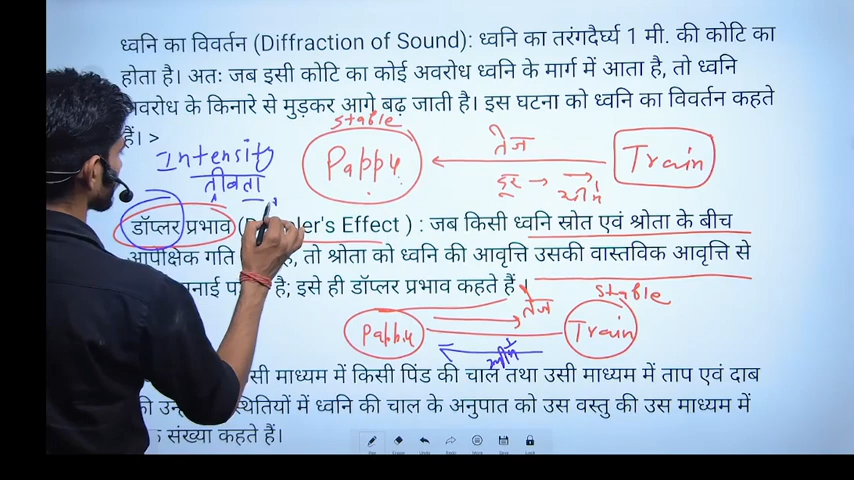 ध्वनि का विवर्तन (Diffraction of Sound): ध्वनि का तरंगदैर्घ्य 1 मी. की कोटि का
होता है। अतः जब इसी कोटि का कोई अवरोध ध्वनि के मार्ग में आता है, तो ध्वनि
अवरोध के किनारे से मुड़कर आगे बढ़ जाती है। इस घटना को ध्वनि का विवर्तन कहते
हैं। >
Intensity
तीव्रता
stable
Pappu
तेज
दूर → धीमे
Train
डॉप्लर प्रभाव Effect ) : जब किसी ध्वनि स्रोत एवं श्रोता के बीच
आपेक्षिक गति है, तो श्रोता को ध्वनि की आवृत्ति उसकी वास्तविक आवृत्ति से
है; इसे ही डॉप्लर प्रभाव कहते हैं
stable
Pappu
तेज
Train
माध्यम में किसी पिंड की चाल तथा उसी माध्यम में ताप एवं दाब
में ध्वनि की चाल के अनुपात को उस वस्तु की उस माध्यम में
संख्या कहते हैं।